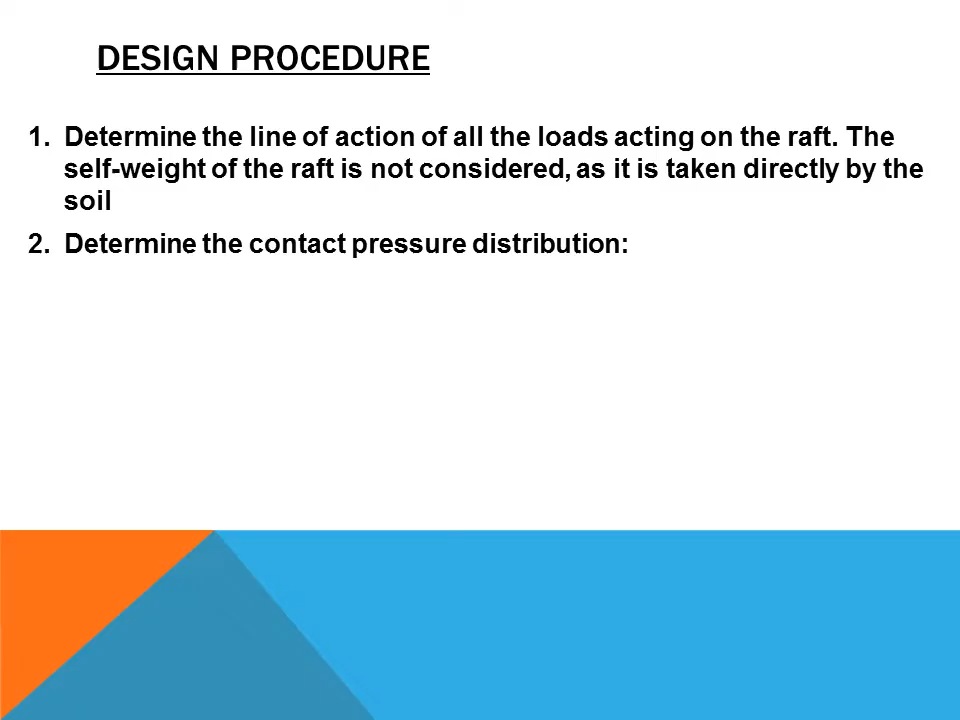 DESIGN PROCEDURE
1. Determine the line of action of all the loads acting on the raft. The
self-weight of the raft is not considered, as it is taken directly by the
soil
2. Determine the contact pressure distribution: